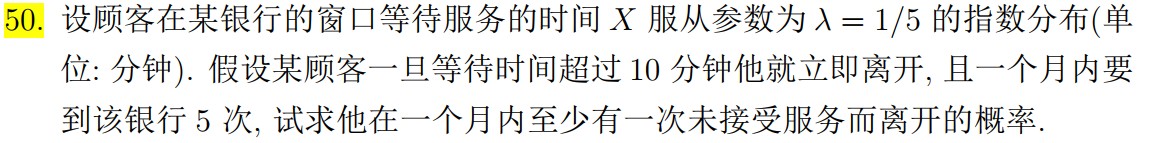 50. 设顾客在某银行的窗口等待服务的时间 X 服从参数为 λ = 1/5 的指数分布(单
位: 分钟). 假设某顾客一旦等待时间超过 10 分钟他就立即离开, 且一个月内要
到该银行 5 次, 试求他在一个月内至少有一次未接受服务而离开的概率.